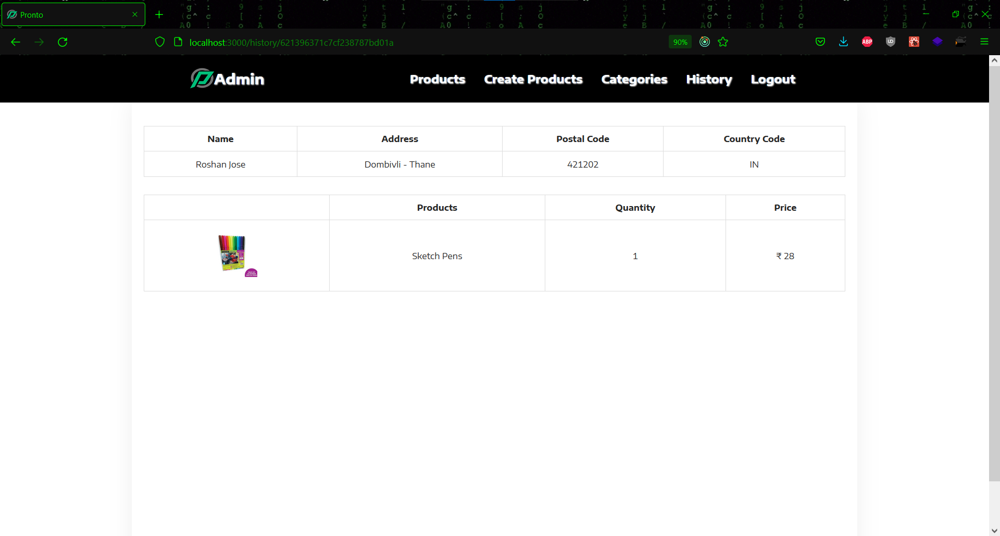 Pronto
localhost:3000/history/621396371c7cf238787bd01a
90%
ABP
Admin
Products
Create Products
Categories
History
Logout
Name Address Postal Code Country Code
Roshan Jose Dombivli - Thane 421202 IN
Products Quantity Price
Sketch Pens 1 ₹ 28